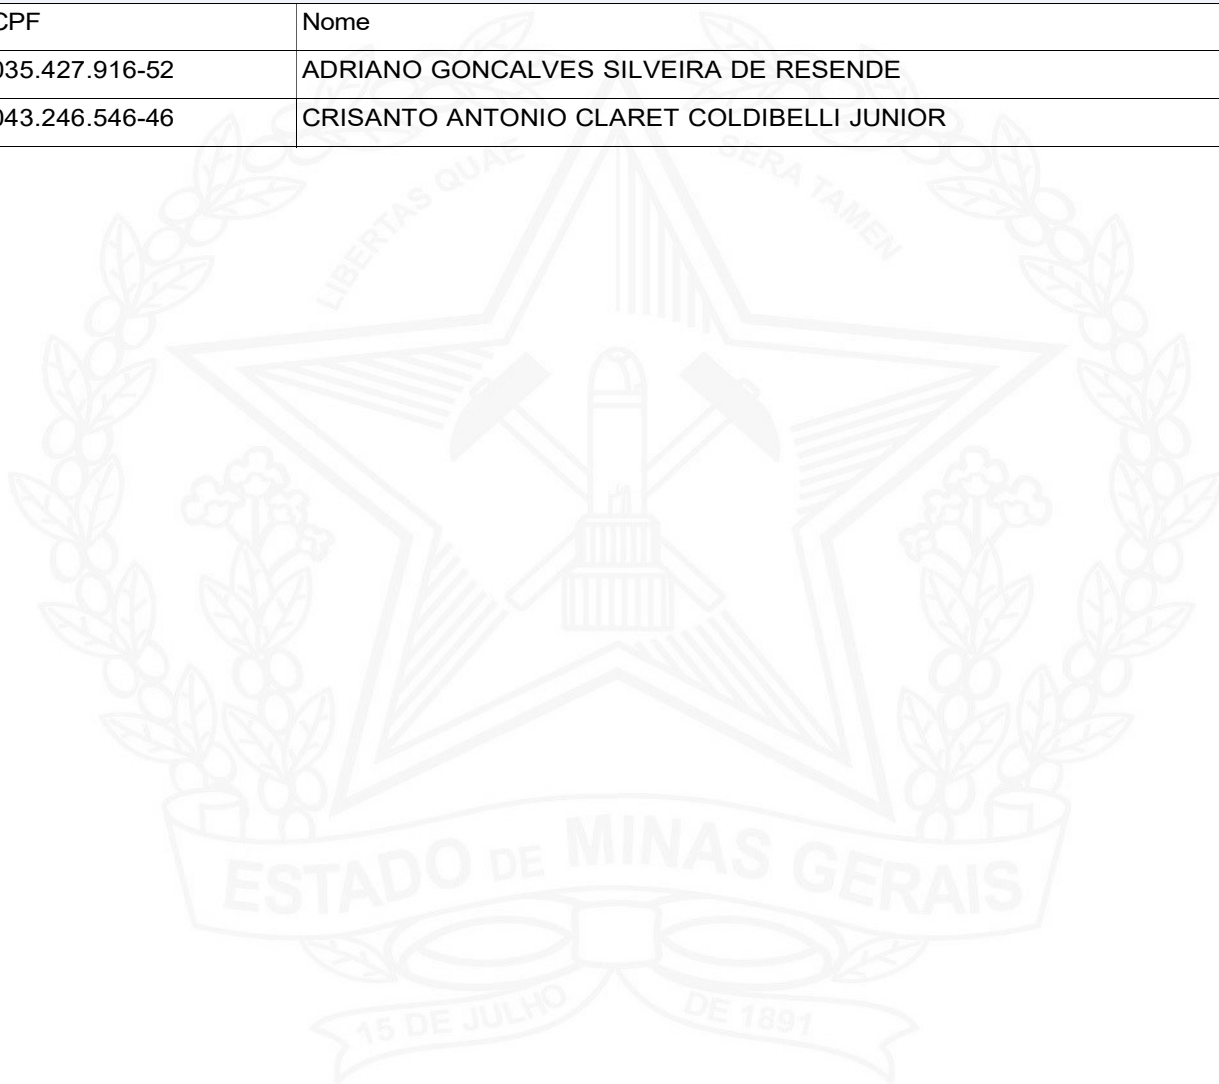 CPF Nome
035.427.916-52 ADRIANO GONCALVES SILVEIRA DE RESENDE
043.246.546-46 CRISANTO ANTONIO CLARET COLDIBELLI JUNIOR
LIBERTAS QUAE SERA TAMEN
ESTADO DE MINAS GERAIS
15 DE JULHO DE 1891